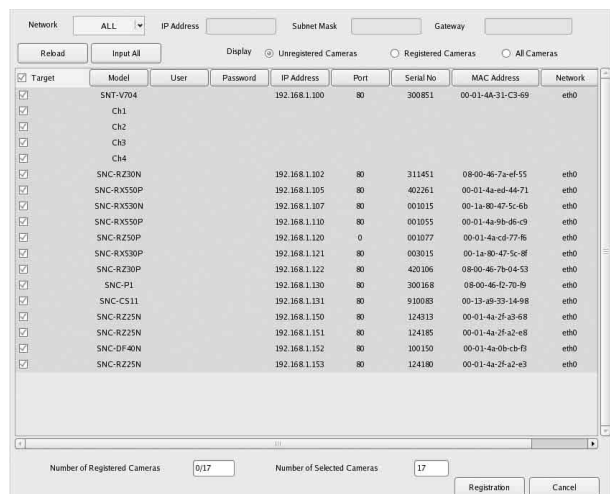 Network ALL IP Address Subnet Mask Gateway
Reload Input All Display Unregistered Cameras Registered Cameras All Cameras
Target Model User Password IP Address Port Serial No MAC Address Network
SNT-V704 192.168.1.100 80 300851 00-01-4A-31-C3-69 eth0
Ch1
Ch2
Ch3
Ch4
SNC-RZ30N 192.168.1.102 80 311451 08-00-46-7a-ef-55 eth0
SNC-RX550P 192.168.1.105 80 402261 00-01-4a-ed-44-71 eth0
SNC-RX530N 192.168.1.107 80 001015 00-1a-80-47-5c-6b eth0
SNC-RX550P 192.168.1.110 80 001055 00-01-4a-9b-d6-c9 eth0
SNC-RZ50P 192.168.1.120 0 001077 00-01-4a-cd-77-f6 eth0
SNC-RX530P 192.168.1.121 80 003015 00-1a-80-47-5c-8f eth0
SNC-RZ30P 192.168.1.122 80 420106 08-00-46-7b-04-53 eth0
SNC-P1 192.168.1.130 80 300168 08-00-46-f2-70-f9 eth0
SNC-CS11 192.168.1.131 80 910083 00-13-a9-33-14-98 eth0
SNC-RZ25N 192.168.1.150 80 124313 00-01-4a-2f-a3-68 eth0
SNC-RZ25N 192.168.1.151 80 124185 00-01-4a-2f-a2-e8 eth0
SNC-DF40N 192.168.1.152 80 100150 00-01-4a-0b-cb-f3 eth0
SNC-RZ25N 192.168.1.153 80 124180 00-01-4a-2f-a2-e3 eth0
Number of Registered Cameras 0/17 Number of Selected Cameras 17
Registration Cancel